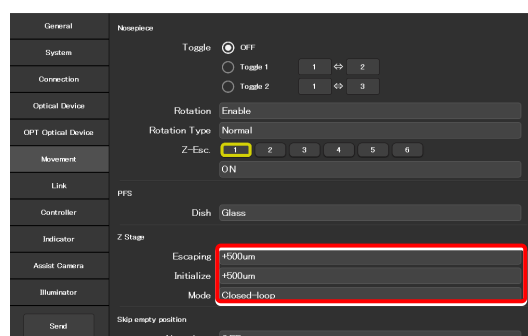 General
System
Connection
Optical Device
OPT Optical Device
Movement
Link
Controller
Indicator
Assist Camera
Illuminator
Send
Nosepiece
Toggle OFF
Toggle 1 1 ⇔ 2
Toggle 2 1 ⇔ 3
Rotation Enable
Rotation Type Normal
Z-Esc. 1 2 3 4 5 6
ON
PFS
Dish Glass
Z Stage
Escaping +500um
Initialize +500um
Mode Closed-loop
Skip empty position